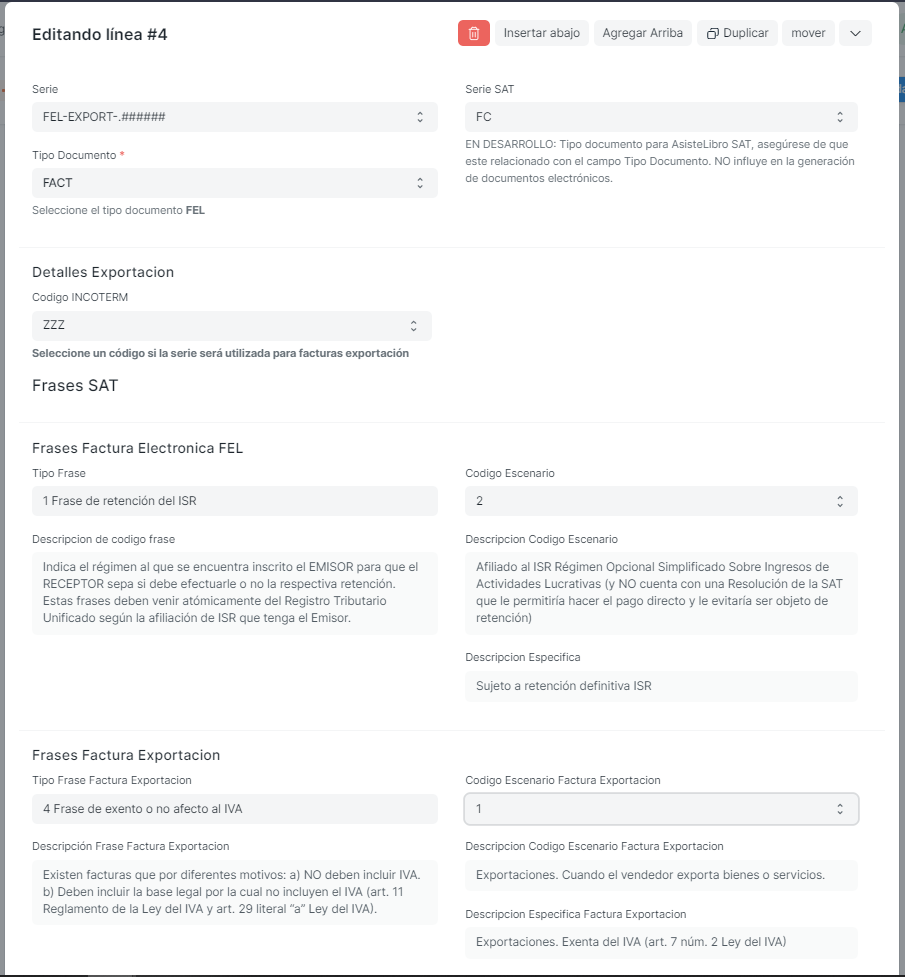 Editando línea #4
Insertar abajo
Agregar Arriba
Duplicar
mover
Serie
FEL-EXPORT-.######
Serie SAT
FC
EN DESARROLLO: Tipo documento para AsisteLibro SAT, asegúrese de que
este relacionado con el campo Tipo Documento. NO influye en la generación
de documentos electrónicos.
Tipo Documento *
FACT
Seleccione el tipo documento FEL
Detalles Exportacion
Codigo INCOTERM
ZZZ
Seleccione un código si la serie será utilizada para facturas exportación
Frases SAT
Frases Factura Electronica FEL
Tipo Frase
1 Frase de retención del ISR
Codigo Escenario
2
Descripcion de codigo frase
Indica el régimen al que se encuentra inscrito el EMISOR para que el
RECEPTOR sepa si debe efectuarle o no la respectiva retención.
Estas frases deben venir atómicamente del Registro Tributario
Unificado según la afiliación de ISR que tenga el Emisor.
Descripcion Codigo Escenario
Afiliado al ISR Régimen Opcional Simplificado Sobre Ingresos de
Actividades Lucrativas (y NO cuenta con una Resolución de la SAT
que le permitiría hacer el pago directo y le evitaría ser objeto de
retención)
Descripcion Especifica
Sujeto a retención definitiva ISR
Frases Factura Exportacion
Tipo Frase Factura Exportacion
4 Frase de exento o no afecto al IVA
Codigo Escenario Factura Exportacion
1
Descripción Frase Factura Exportacion
Existen facturas que por diferentes motivos: a) NO deben incluir IVA.
b) Deben incluir la base legal por la cual no incluyen el IVA (art. 11
Reglamento de la Ley del IVA y art. 29 literal “a” Ley del IVA).
Descripcion Codigo Escenario Factura Exportacion
Exportaciones. Cuando el vendedor exporta bienes o servicios.
Descripcion Especifica Factura Exportacion
Exportaciones. Exenta del IVA (art. 7 núm. 2 Ley del IVA)